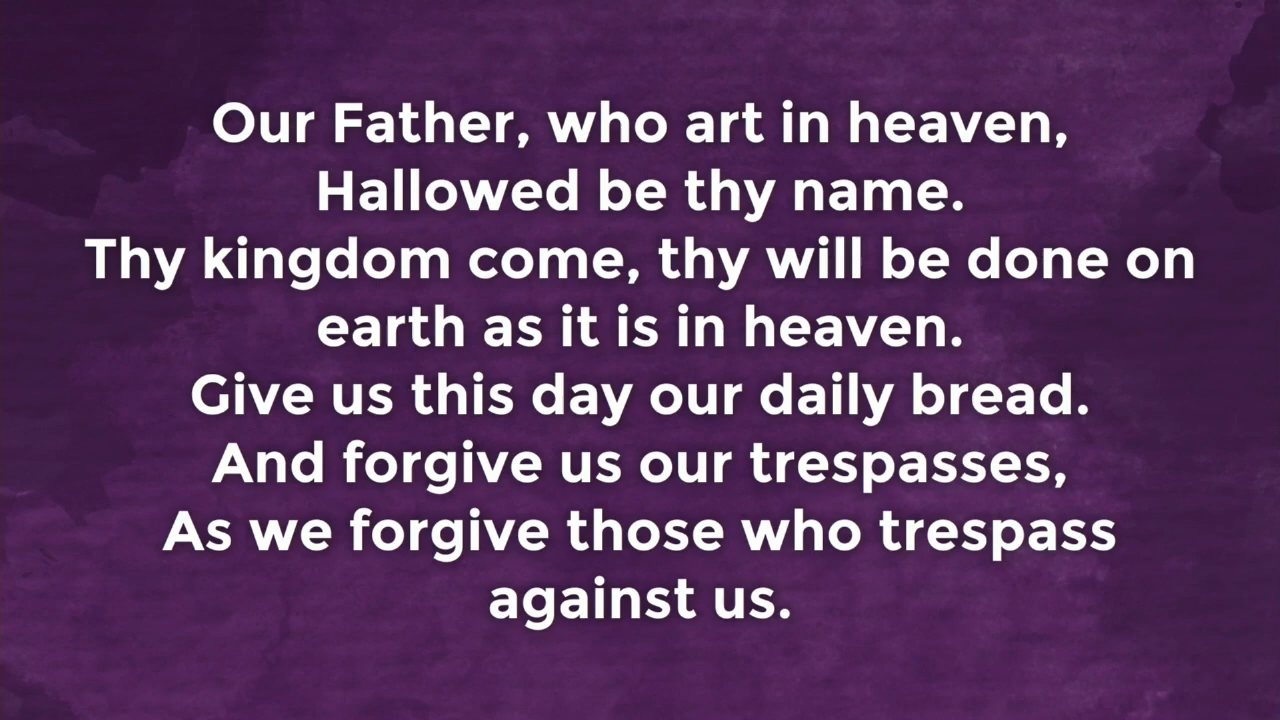 Our Father, who art in heaven,
Hallowed be thy name.
Thy kingdom come, thy will be done on
earth as it is in heaven.
Give us this day our daily bread.
And forgive us our trespasses,
As we forgive those who trespass
against us.